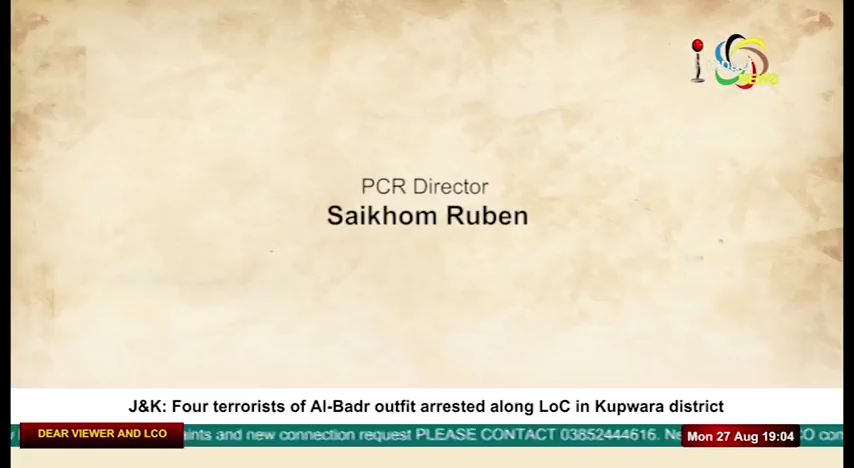 PCR Director
Saikhom Ruben
J&K: Four terrorists of Al-Badr outfit arrested along LoC in Kupwara district
DEAR VIEWER AND LCO
and new connection request PLEASE CONTACT 03852444616.
Mon 27 Aug 19:04